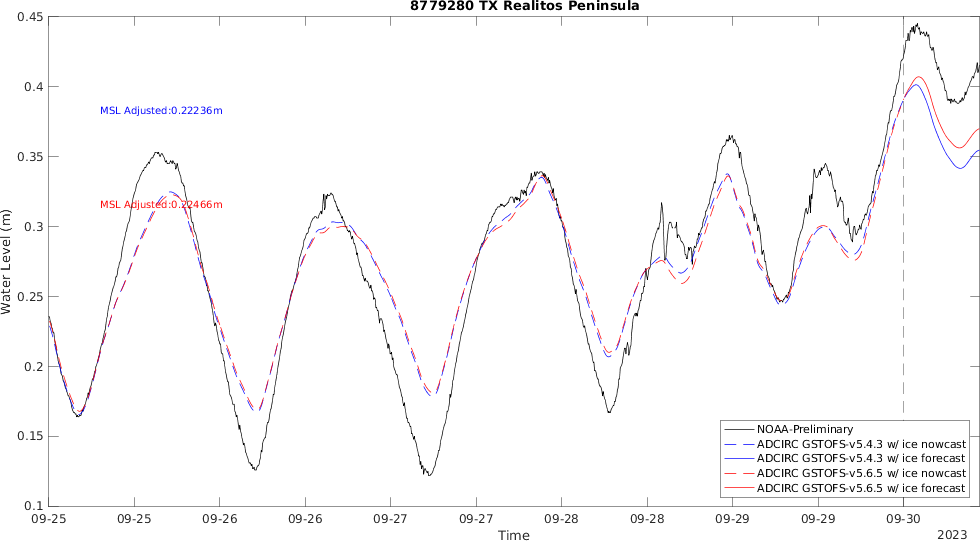 8779280 TX Realitos Peninsula
0.45
0.4
0.35
0.3
0.25
0.2
0.15
0.1
Water Level (m)
MSL Adjusted:0.22236m
MSL Adjusted:0.22466m
NOAA-Preliminary
ADCIRC GSTOFS-v5.4.3 w/ ice nowcast
ADCIRC GSTOFS-v5.4.3 w/ ice forecast
ADCIRC GSTOFS-v5.6.5 w/ ice nowcast
ADCIRC GSTOFS-v5.6.5 w/ ice forecast
09-25 09-25 09-26 09-26 09-27 09-27 09-28 09-28 09-29 09-29 09-30
Time
2023